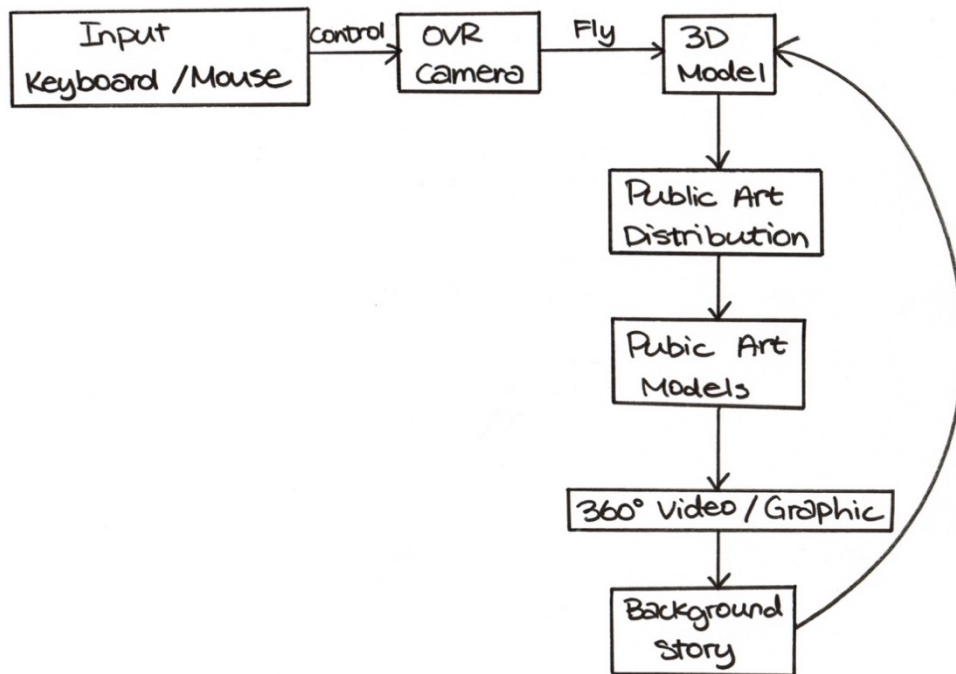 Input
Keyboard /Mouse
control
OVR
Camera
Fly
3D
Model
Public Art
Distribution
Pubic Art
Models
360° Video / Graphic
Background
Story